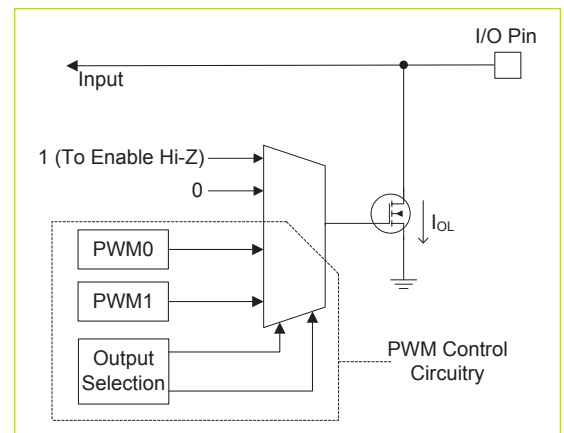 I/O Pin
Input
1 (To Enable Hi-Z)
0
IOL
PWM0
PWM1
Output
Selection
PWM Control
Circuitry